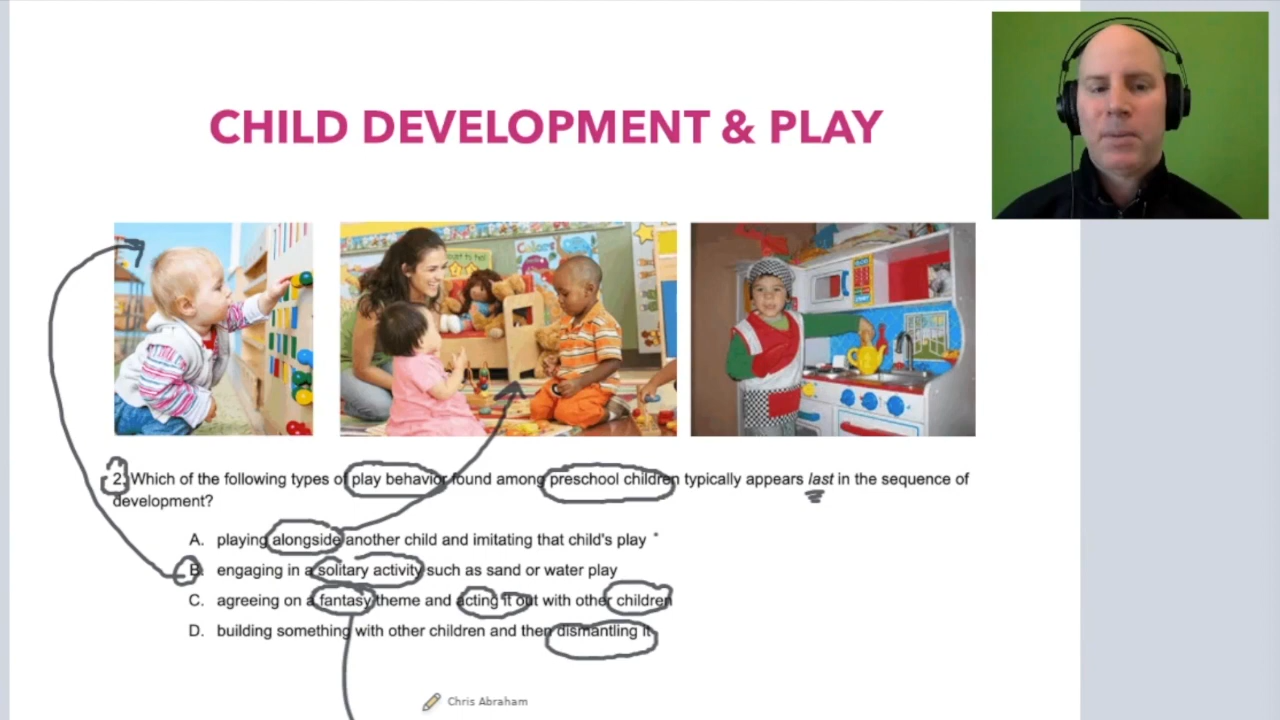 CHILD DEVELOPMENT & PLAY
Colors
2. Which of the following types of play behavior found among preschool children typically appears last in the sequence of
development?
A. playing alongside another child and imitating that child's play *
B. engaging in a solitary activity such as sand or water play
C. agreeing on a fantasy theme and acting it out with other children
D. building something with other children and then dismantling it
Chris Abraham